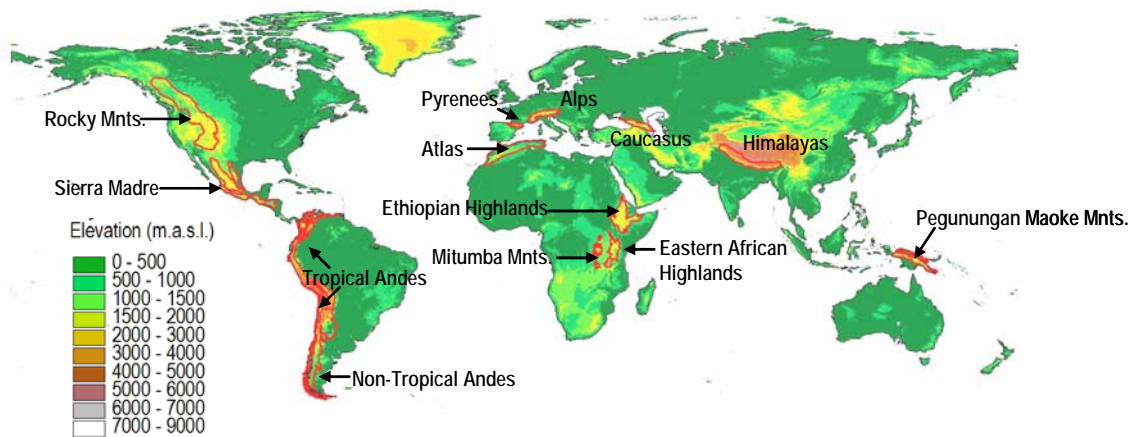 Rocky Mnts.
Sierra Madre
Pyrenees
Alps
Atlas
Caucasus
Himalayas
Ethiopian Highlands
Mitumba Mnts.
Eastern African
Highlands
Pegunungan Maoke Mnts.
Tropical Andes
Non-Tropical Andes
Elevation (m.a.s.l.)
0 - 500
500 - 1000
1000 - 1500
1500 - 2000
2000 - 3000
3000 - 4000
4000 - 5000
5000 - 6000
6000 - 7000
7000 - 9000